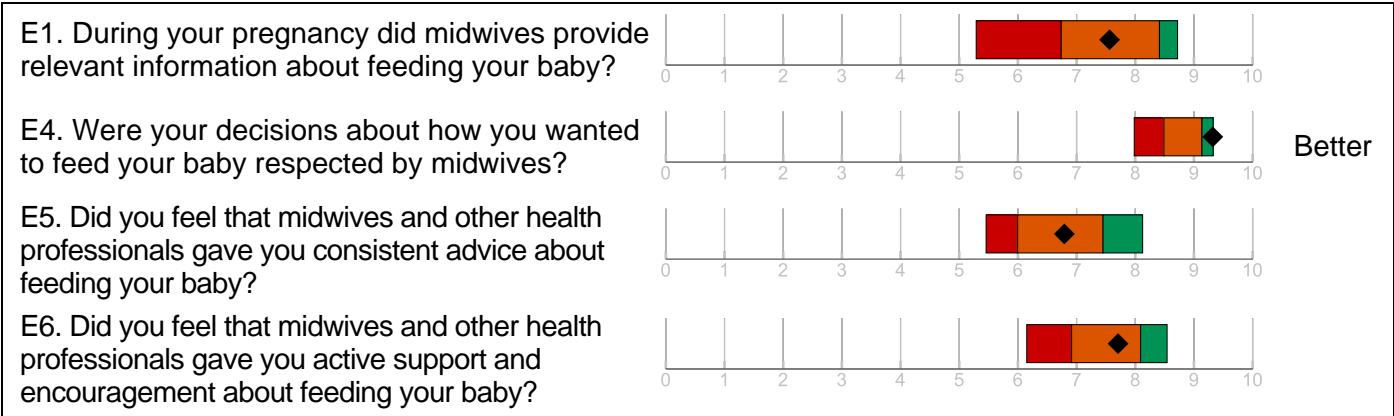 E1. During your pregnancy did midwives provide
relevant information about feeding your baby?
0 1 2 3 4 5 6 7 8 9 10
E4. Were your decisions about how you wanted
to feed your baby respected by midwives?
Better
0 1 2 3 4 5 6 7 8 9 10
E5. Did you feel that midwives and other health
professionals gave you consistent advice about
feeding your baby?
0 1 2 3 4 5 6 7 8 9 10
E6. Did you feel that midwives and other health
professionals gave you active support and
encouragement about feeding your baby?
0 1 2 3 4 5 6 7 8 9 10